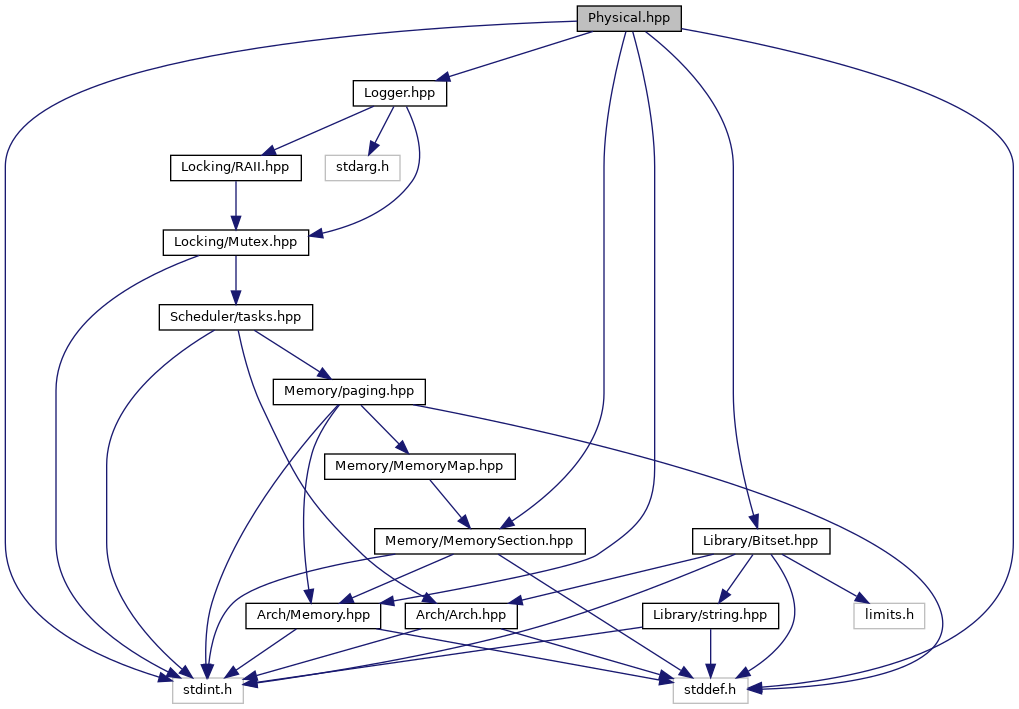 Physical.hpp
Logger.hpp
Locking/RAII.hpp
stdarg.h
Locking/Mutex.hpp
Scheduler/tasks.hpp
Memory/paging.hpp
Memory/MemoryMap.hpp
Memory/MemorySection.hpp
Library/Bitset.hpp
Arch/Memory.hpp
Arch/Arch.hpp
Library/string.hpp
limits.h
stdint.h
stddef.h